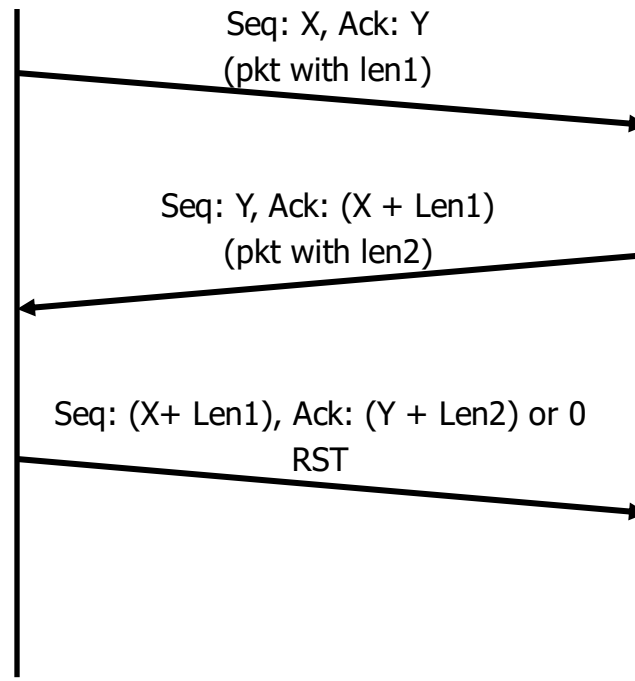 Seq: X, Ack: Y
(pkt with len1)
Seq: Y, Ack: (X + Len1)
(pkt with len2)
Seq: (X+ Len1), Ack: (Y + Len2) or 0
RST